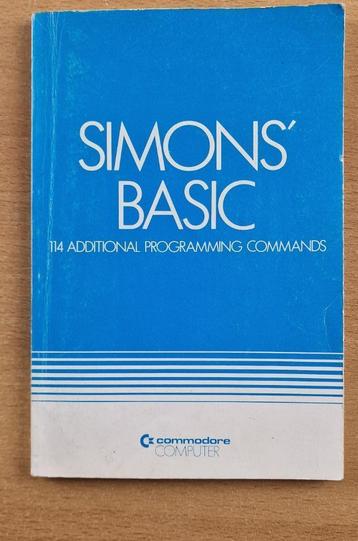 SIMONS'
BASIC
114 ADDITIONAL PROGRAMMING COMMANDS
commodore
COMPUTER